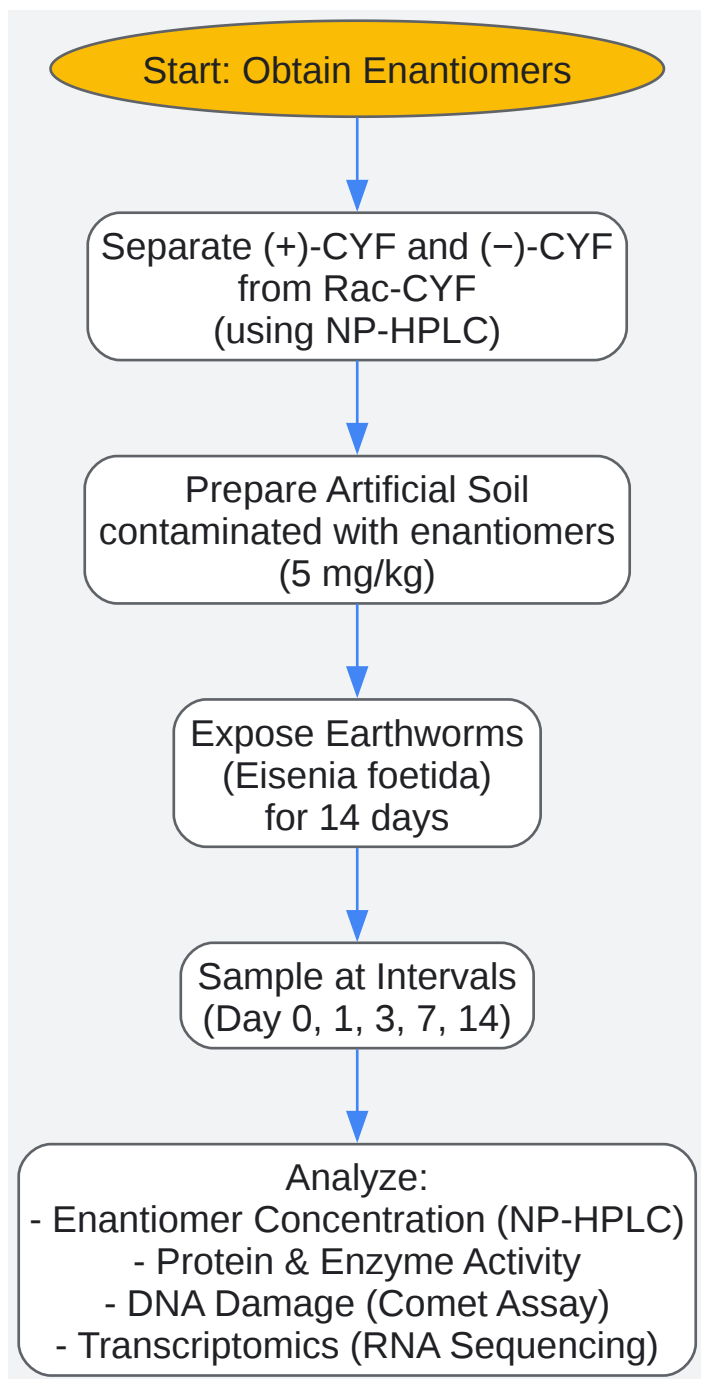 Start: Obtain Enantiomers
Separate (+)-CYF and (−)-CYF
from Rac-CYF
(using NP-HPLC)
Prepare Artificial Soil
contaminated with enantiomers
(5 mg/kg)
Expose Earthworms
(Eisenia foetida)
for 14 days
Sample at Intervals
(Day 0, 1, 3, 7, 14)
Analyze:
- Enantiomer Concentration (NP-HPLC)
- Protein & Enzyme Activity
- DNA Damage (Comet Assay)
- Transcriptomics (RNA Sequencing)